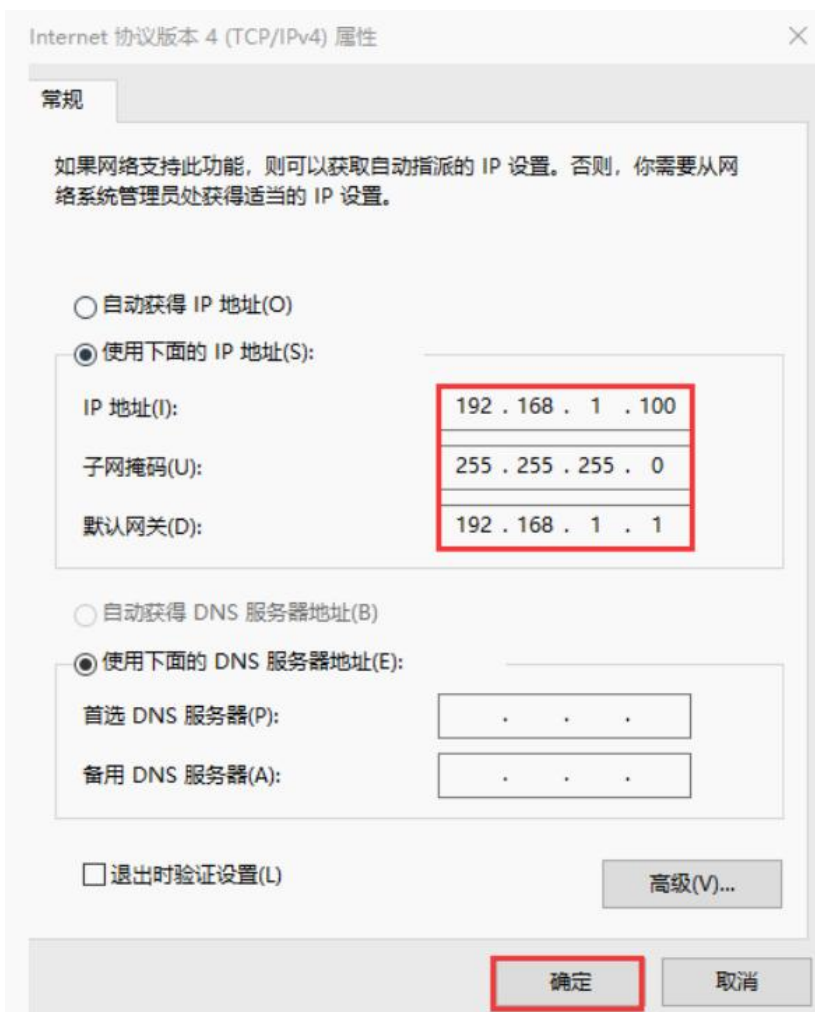 Internet 协议版本 4 (TCP/IPv4) 属性
常规
如果网络支持此功能，则可以获取自动指派的 IP 设置。否则，你需要从网
络系统管理员处获得适当的 IP 设置。
自动获得 IP 地址(O)
使用下面的 IP 地址(S):
IP 地址(I): 192 . 168 . 1 . 100
子网掩码(U): 255 . 255 . 255 . 0
默认网关(D): 192 . 168 . 1 . 1
自动获得 DNS 服务器地址(B)
使用下面的 DNS 服务器地址(E):
首选 DNS 服务器(P): . . .
备用 DNS 服务器(A): . . .
退出时验证设置(L)
高级(V)...
确定 取消